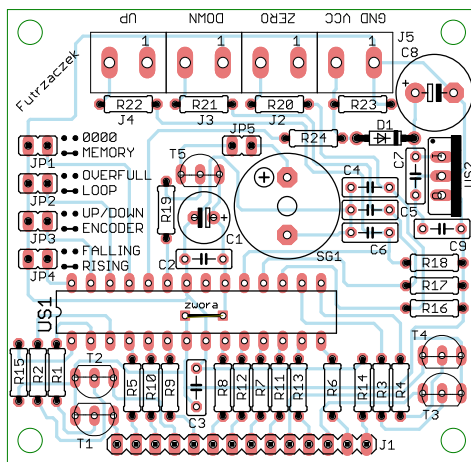 UP DOWN ZERO VCC GND
1 1 1 1
J5
C8
Futrzaczek
R22 R21 R20 R23
J4 J3 J2
0000
MEMORY
JP1
JP5
R24
D1
OVERFULL
LOOP
JP2
T5
C4
C7
US2
UP/DOWN
ENCODER
JP3
R19
C1
C5
C6
C9
FALLING
RISING
JP4
C2
SG1
R18
R17
R16
US1
zwora
T4
R15 R2 R1
T2
R5 R10 R9
C3
R8 R12 R7 R11 R13
R6
R14 R3 R4
T1
T3
J1